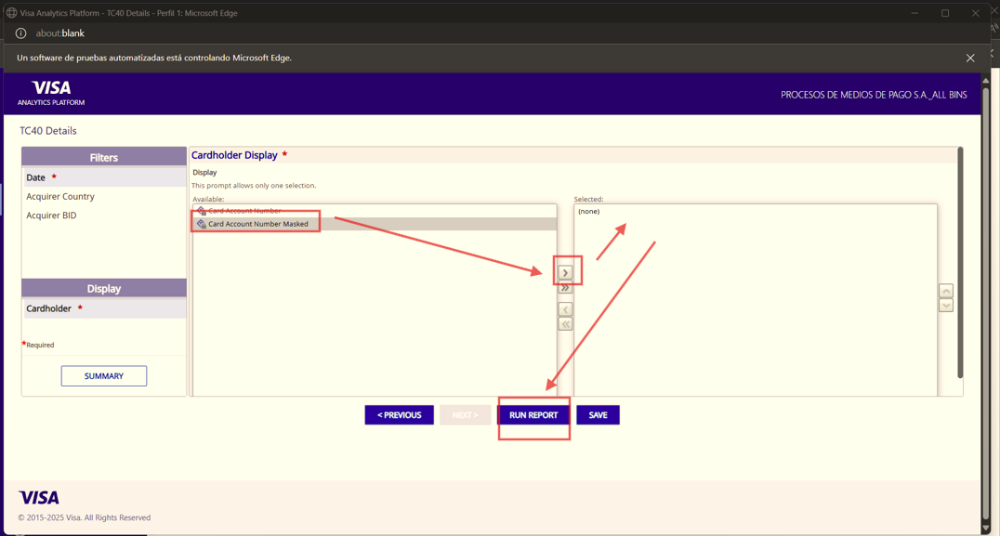 Visa Analytics Platform - TC40 Details - Perfil 1: Microsoft Edge
about:blank
Un software de pruebas automatizadas está controlando Microsoft Edge.
VISA
ANALYTICS PLATFORM
PROCESOS DE MEDIOS DE PAGO S.A._ALL BINS
TC40 Details
Filters
Date *
Acquirer Country
Acquirer BID
Display
Cardholder *
*Required
SUMMARY
Cardholder Display *
Display
This prompt allows only one selection.
Available:
Card Account Number
Card Account Number Masked
Selected:
(none)
< PREVIOUS
NEXT >
RUN REPORT
SAVE
VISA
© 2015-2025 Visa. All Rights Reserved